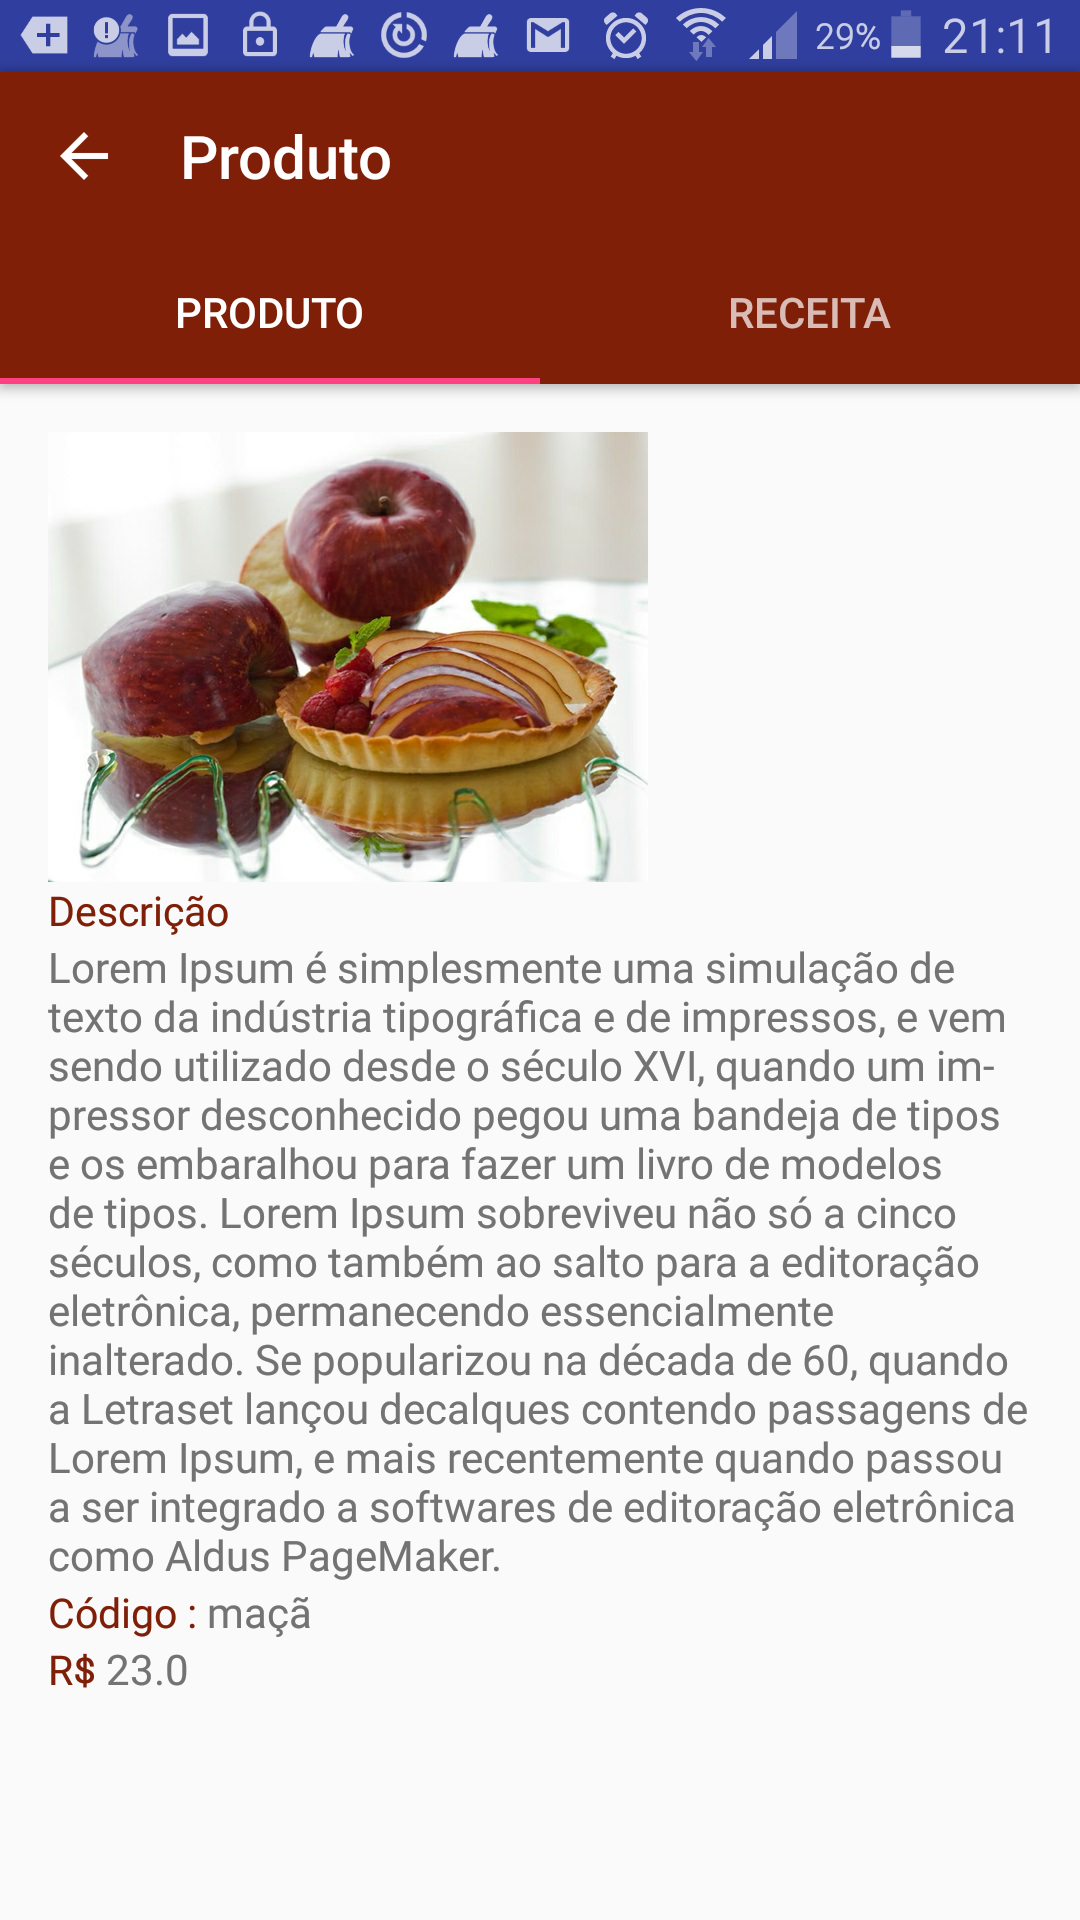 29% 21:11
Produto
PRODUTO RECEITA
Descrição
Lorem Ipsum é simplesmente uma simulação de
texto da indústria tipográfica e de impressos, e vem
sendo utilizado desde o século XVI, quando um im-
pressor desconhecido pegou uma bandeja de tipos
e os embaralhou para fazer um livro de modelos
de tipos. Lorem Ipsum sobreviveu não só a cinco
séculos, como também ao salto para a editoração
eletrônica, permanecendo essencialmente
inalterado. Se popularizou na década de 60, quando
a Letraset lançou decalques contendo passagens de
Lorem Ipsum, e mais recentemente quando passou
a ser integrado a softwares de editoração eletrônica
como Aldus PageMaker.
Código : maçã
R$ 23.0